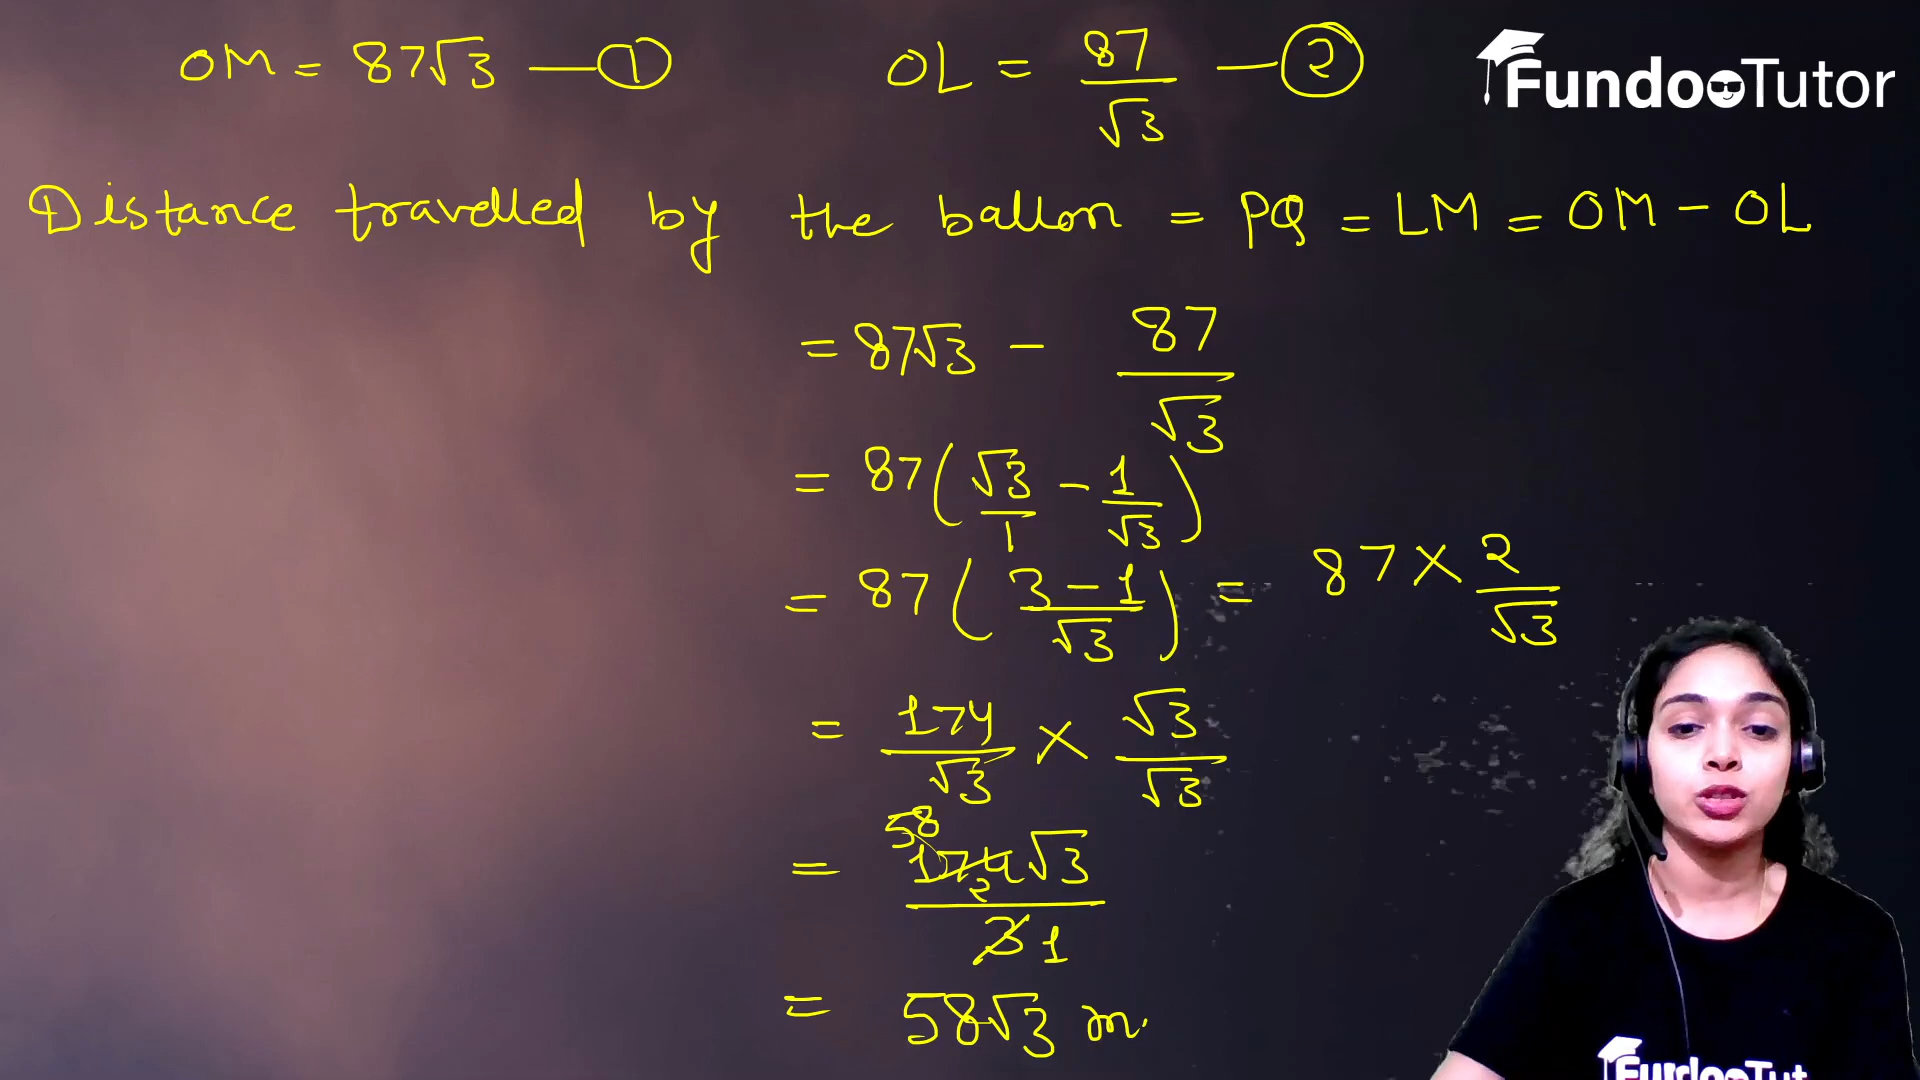 OM = 87√3 —① OL = 87/√3 —②
FundooTutor
Distance travelled by the ballon = PQ = LM = OM - OL
= 87√3 - 87/√3
= 87(√3/1 - 1/√3)
= 87(3-1/√3) = 87 × 2/√3
= 174/√3 × √3/√3
58
= 174√3/3 1
2
= 58√3 m.
FundooTut